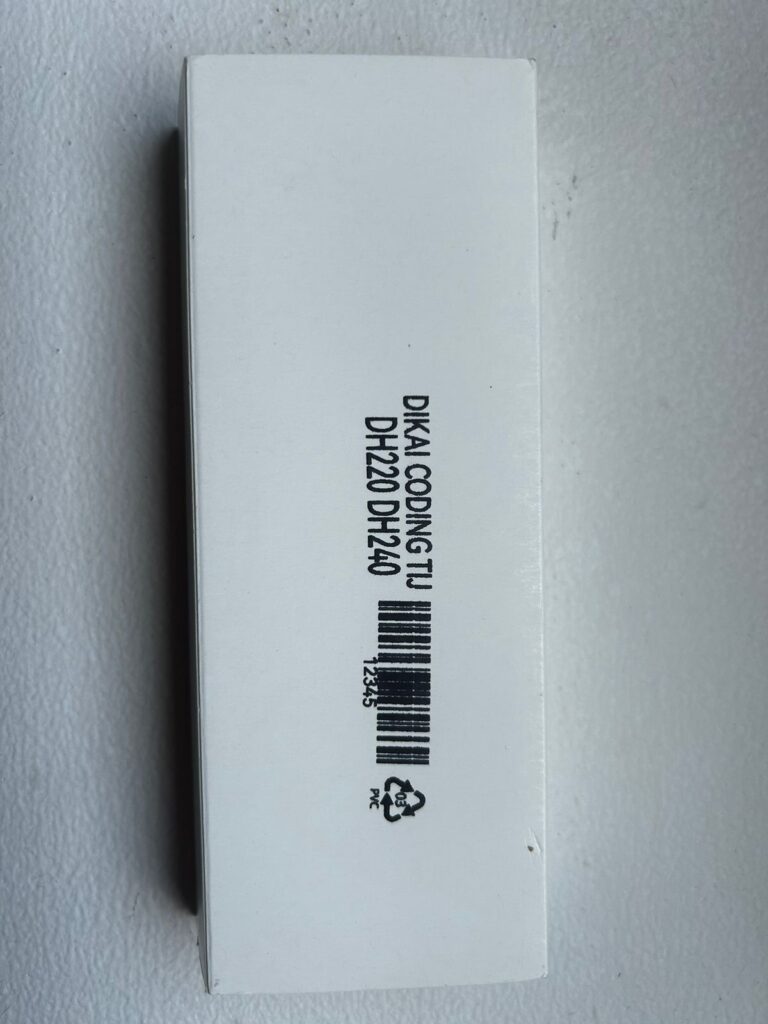 DIKAI CODING TIJ
DH220 DH240
12345
03
PVC